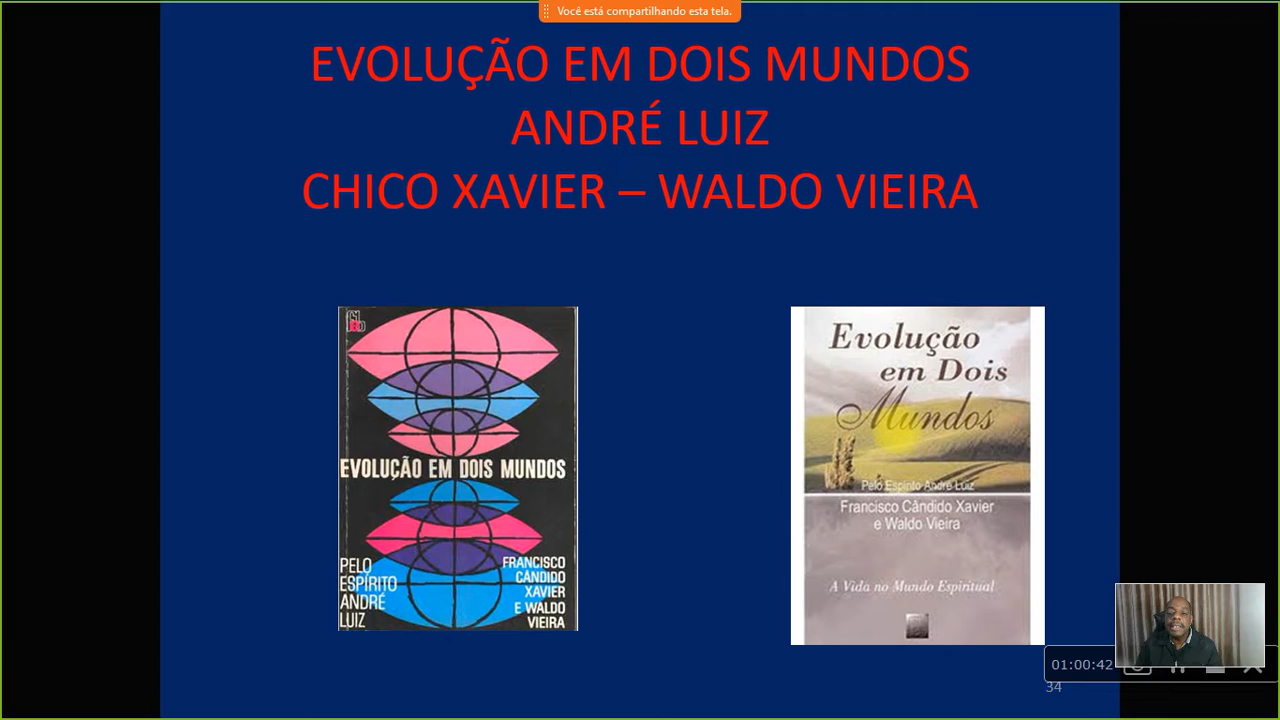 Você está compartilhando esta tela.
EVOLUÇÃO EM DOIS MUNDOS
ANDRÉ LUIZ
CHICO XAVIER – WALDO VIEIRA
EVOLUÇÃO EM DOIS MUNDOS
PELO
ESPÍRITO
ANDRÉ
LUIZ
FRANCISCO
CÂNDIDO
XAVIER
E WALDO
VIEIRA
Evolução
em Dois
Mundos
Pelo Espírito André Luiz
Francisco Cândido Xavier
e Waldo Vieira
A Vida no Mundo Espiritual
01:00:42
34